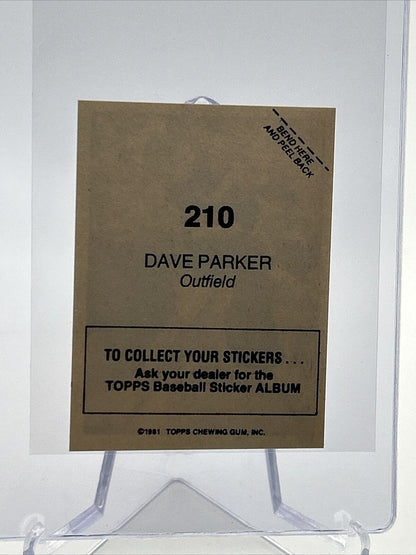 BEND HERE
AND PEEL BACK
210
DAVE PARKER
Outfield
TO COLLECT YOUR STICKERS...
Ask your dealer for the
TOPPS Baseball Sticker ALBUM
©1981 TOPPS CHEWING GUM, INC.